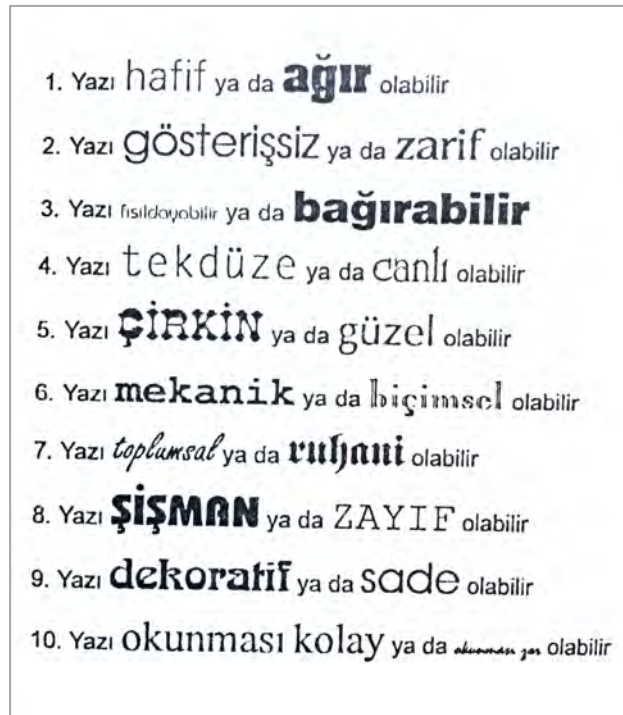 1. Yazı hafif ya da ağır olabilir
2. Yazı gösterişsiz ya da zarif olabilir
3. Yazı fısıldayabilir ya da bağırabilir
4. Yazı tekdüze ya da canlı olabilir
5. Yazı ÇİRKİN ya da güzel olabilir
6. Yazı mekanik ya da biçimsel olabilir
7. Yazı toplumsal ya da ruhani olabilir
8. Yazı ŞİŞMAN ya da ZAYIF olabilir
9. Yazı dekoratif ya da sade olabilir
10. Yazı okunması kolay ya da okunması zor olabilir